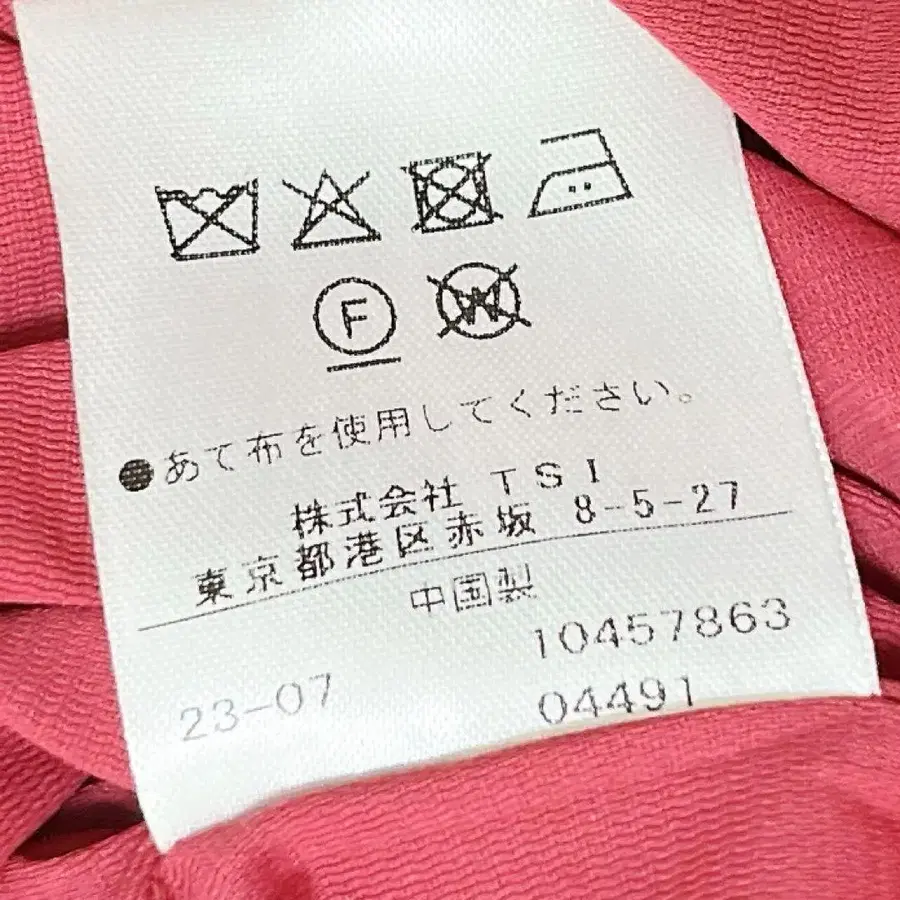 F W
●あて布を使用してください。
株式会社 TSI
東京都港区赤坂 8-5-27
中国製
10457863
23-07 04491